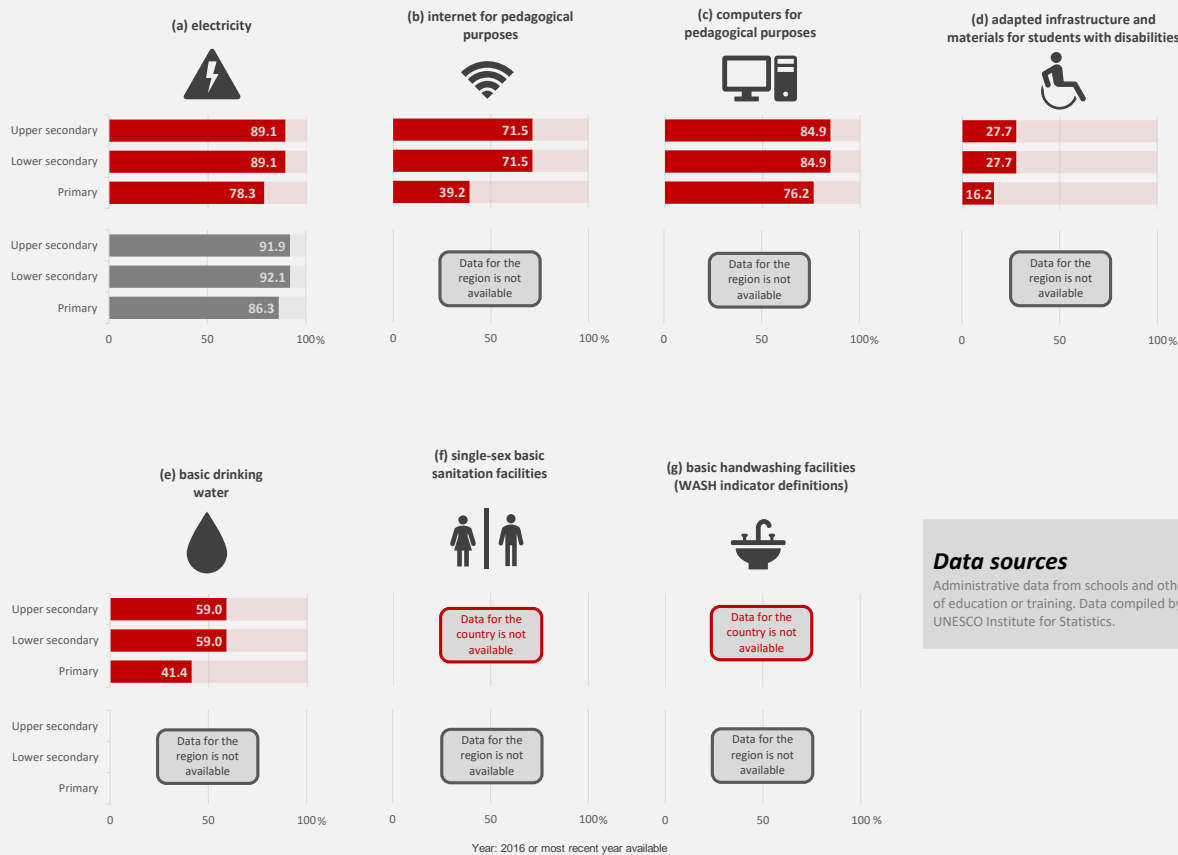 (a) electricity
(b) internet for pedagogical
purposes
(c) computers for
pedagogical purposes
(d) adapted infrastructure and
materials for students with disabilities
Upper secondary
Lower secondary
Primary
89.1
89.1
78.3
71.5
71.5
39.2
84.9
84.9
76.2
27.7
27.7
16.2
Upper secondary
Lower secondary
Primary
91.9
92.1
86.3
Data for the
region is not
available
Data for the
region is not
available
Data for the
region is not
available
0 50 100%
0 50 100%
0 50 100%
0 50 100%
(e) basic drinking
water
(f) single-sex basic
sanitation facilities
(g) basic handwashing facilities
(WASH indicator definitions)
Upper secondary
Lower secondary
Primary
59.0
59.0
41.4
Data for the
country is not
available
Data for the
country is not
available
Data sources
Administrative data from schools and othe
of education or training. Data compiled by
UNESCO Institute for Statistics.
Upper secondary
Lower secondary
Primary
Data for the
region is not
available
Data for the
region is not
available
Data for the
region is not
available
0 50 100%
0 50 100%
0 50 100%
Year: 2016 or most recent year available